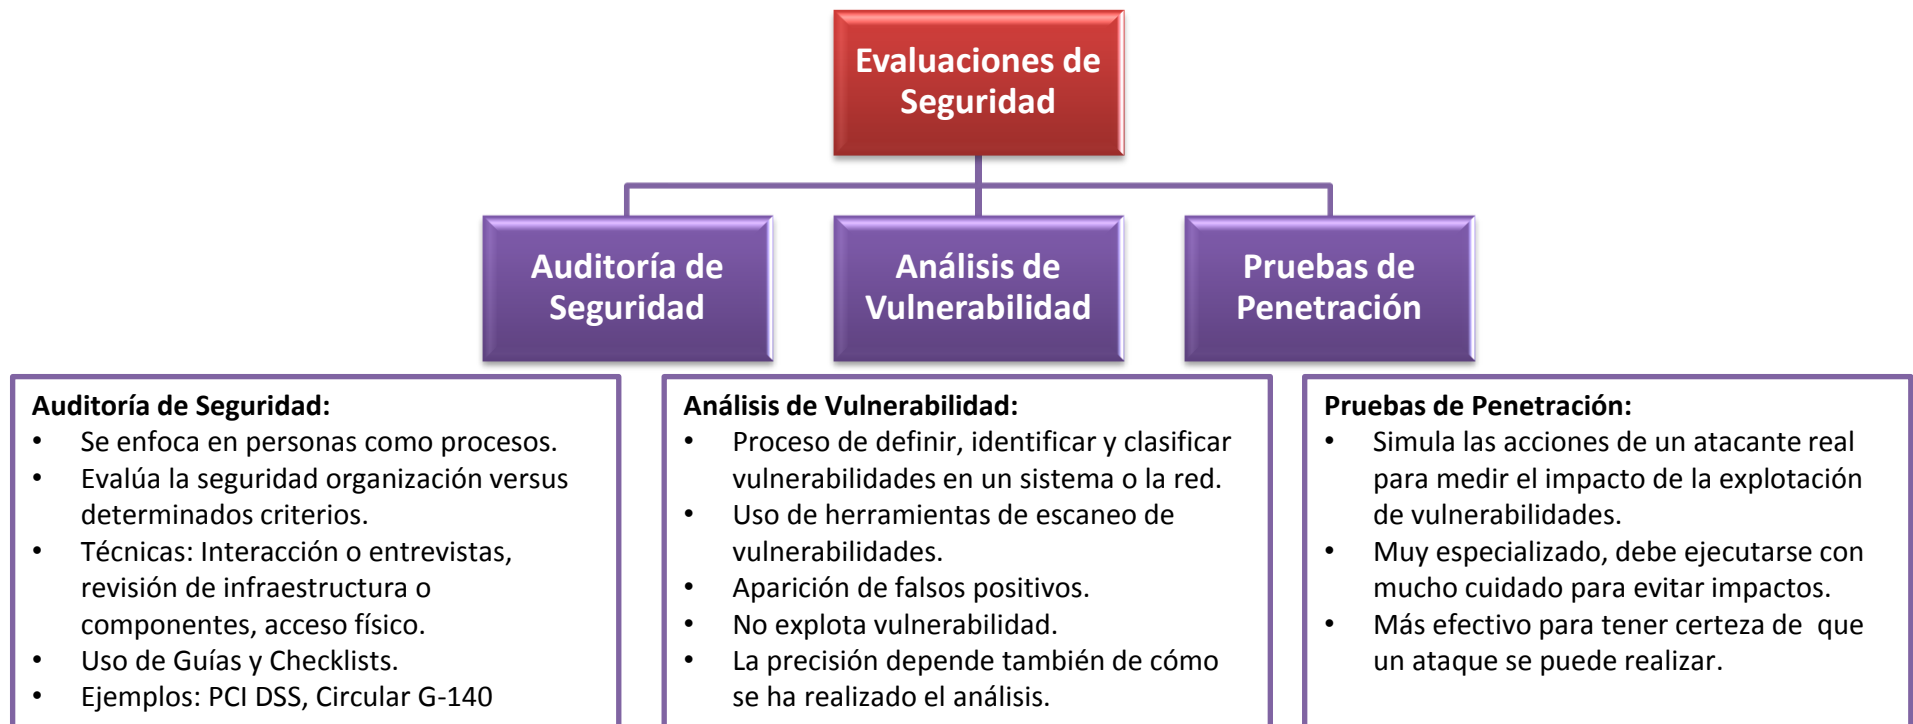 Evaluaciones de
Seguridad
Auditoría de
Seguridad
Análisis de
Vulnerabilidad
Pruebas de
Penetración
Auditoría de Seguridad:
• Se enfoca en personas como procesos.
• Evalúa la seguridad organización versus
determinados criterios.
• Técnicas: Interacción o entrevistas,
revisión de infraestructura o
componentes, acceso físico.
• Uso de Guías y Checklists.
• Ejemplos: PCI DSS, Circular G-140
Análisis de Vulnerabilidad:
• Proceso de definir, identificar y clasificar
vulnerabilidades en un sistema o la red.
• Uso de herramientas de escaneo de
vulnerabilidades.
• Aparición de falsos positivos.
• No explota vulnerabilidad.
• La precisión depende también de cómo
se ha realizado el análisis.
Pruebas de Penetración:
• Simula las acciones de un atacante real
para medir el impacto de la explotación
de vulnerabilidades.
• Muy especializado, debe ejecutarse con
mucho cuidado para evitar impactos.
• Más efectivo para tener certeza de que
un ataque se puede realizar.